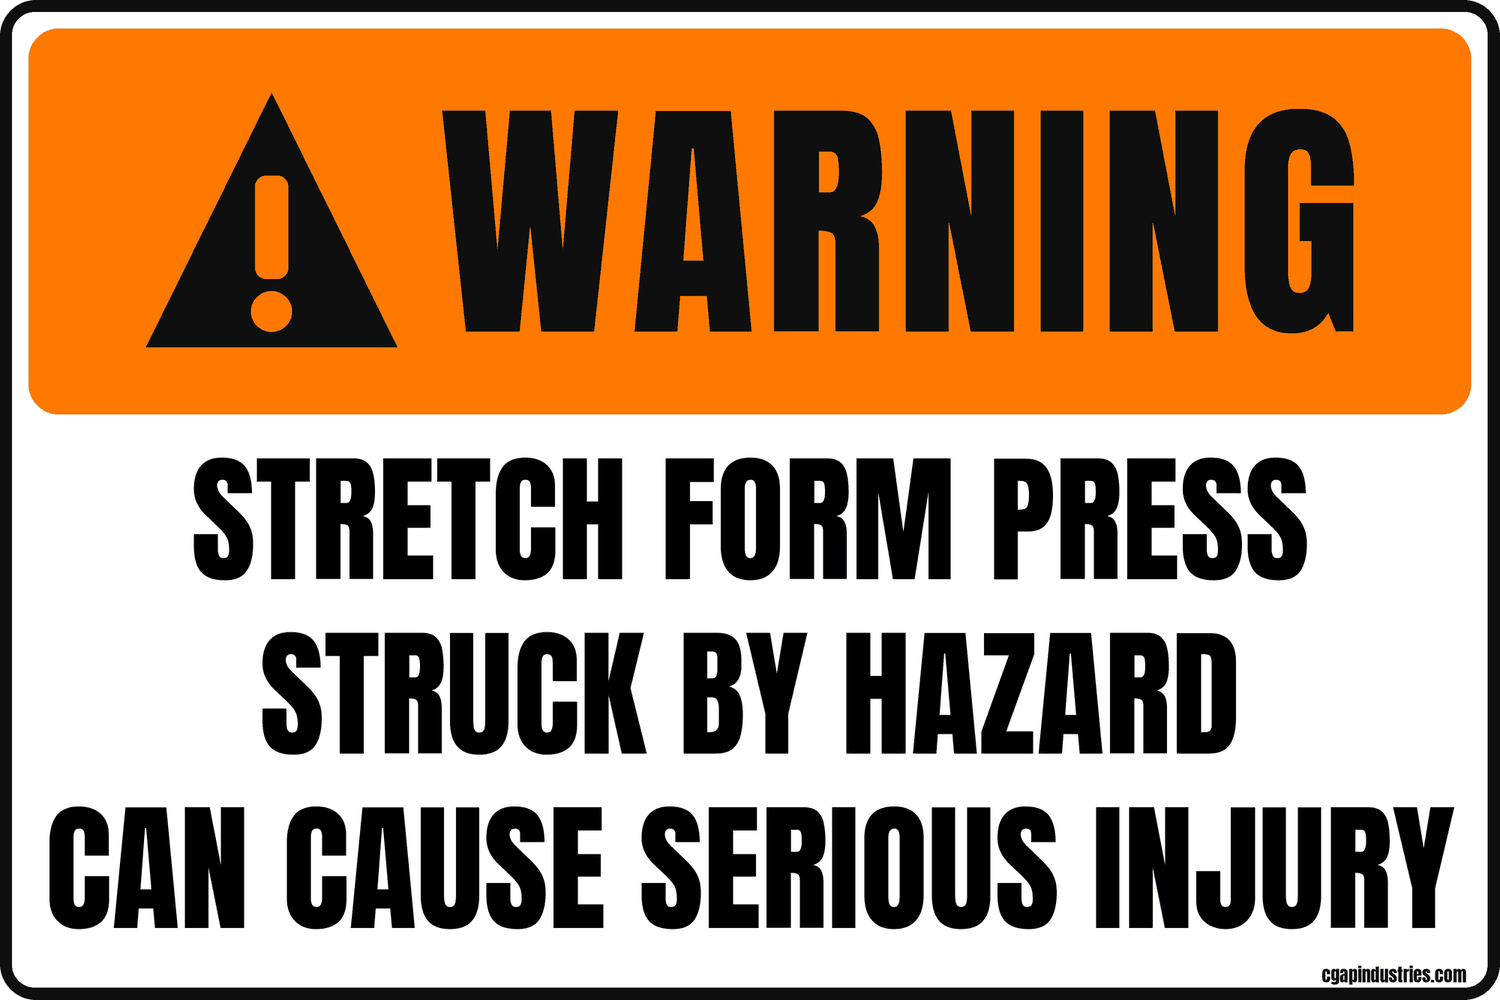 WARNING
STRETCH FORM PRESS
STRUCK BY HAZARD
CAN CAUSE SERIOUS INJURY
cgapindustries.com